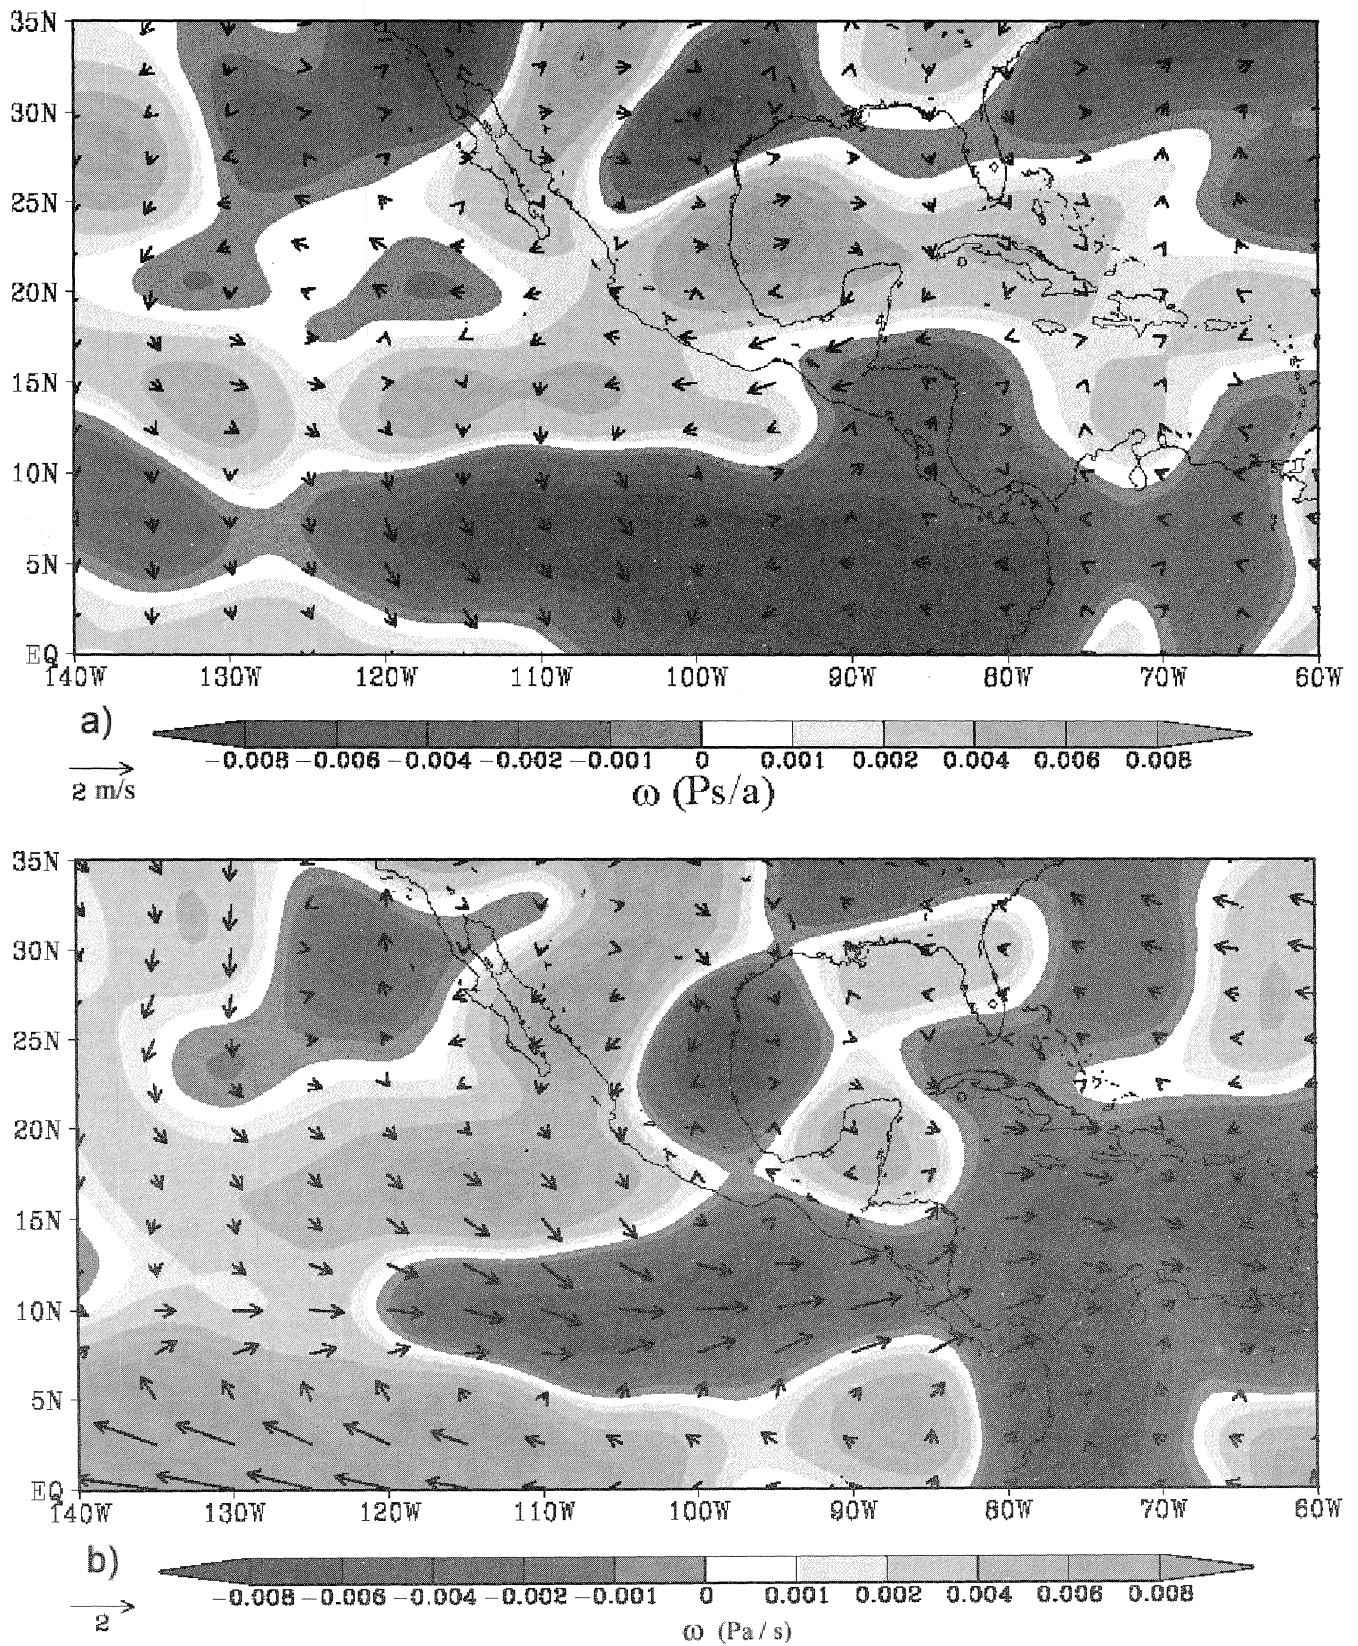 35N
30N
25N
20N
15N
10N
5N
EQ
140W 130W 120W 110W 100W 90W 80W 70W 60W
a)
-0.008 -0.006 -0.004 -0.002 -0.001 0 0.001 0.002 0.004 0.006 0.008
2 m/s
ω (Ps/a)
35N
30N
25N
20N
15N
10N
5N
EQ
140W 130W 120W 110W 100W 90W 80W 70W 60W
b)
-0.008 -0.006 -0.004 -0.002 -0.001 0 0.001 0.002 0.004 0.006 0.008
2
ω (Pa / s)